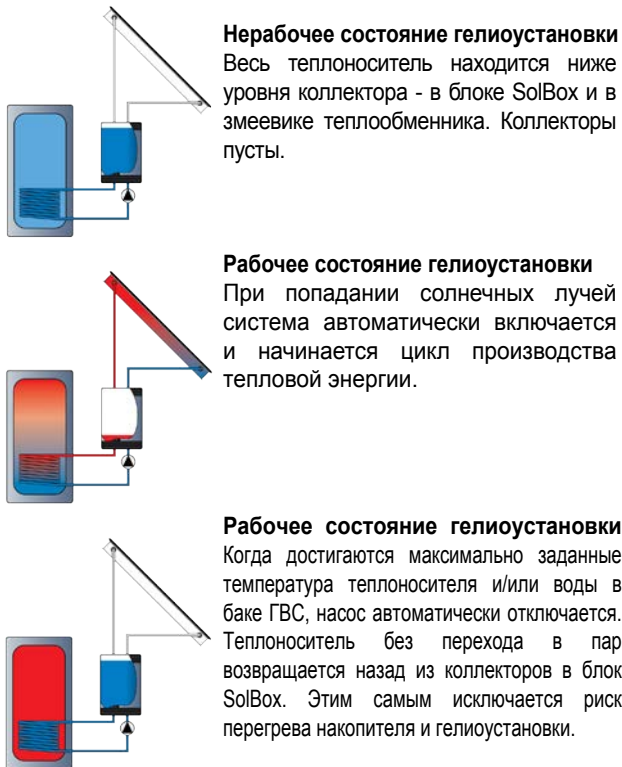 Нерабочее состояние гелиоустановки
Весь теплоноситель находится ниже
уровня коллектора - в блоке SolBox и в
змеевике теплообменника. Коллекторы
пусты.
Рабочее состояние гелиоустановки
При попадании солнечных лучей
система автоматически включается
и начинается цикл производства
тепловой энергии.
Рабочее состояние гелиоустановки
Когда достигаются максимально заданные
температура теплоносителя и/или воды в
баке ГВС, насос автоматически отключается.
Теплоноситель без перехода в пар
возвращается назад из коллекторов в блок
SolBox. Этим самым исключается риск
перегрева накопителя и гелиоустановки.